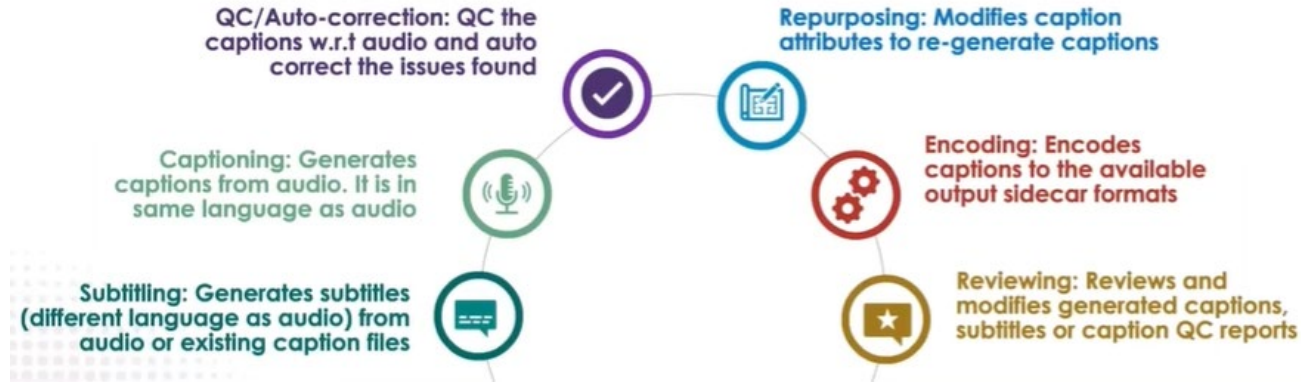 QC/Auto-correction: QC the
captions w.r.t audio and auto
correct the issues found
Repurposing: Modifies caption
attributes to re-generate captions
Captioning: Generates
captions from audio. It is in
same language as audio
Encoding: Encodes
captions to the available
output sidecar formats
Subtitling: Generates subtitles
(different language as audio) from
audio or existing caption files
Reviewing: Reviews and
modifies generated captions,
subtitles or caption QC reports